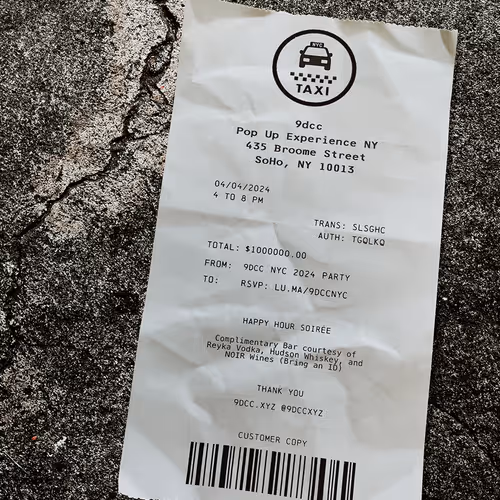 NYC
TAXI
9dcc
Pop Up Experience NY
435 Broome Street
SoHo, NY 10013
04/04/2024
4 TO 8 PM
TRANS: SLSGHC
AUTH: TGQLKQ
TOTAL: $1000000.00
FROM: 9DCC NYC 2024 PARTY
TO: RSVP: LU.MA/9DCCNYC
HAPPY HOUR SOIRÉE
Complimentary Bar courtesy of
Reyka Vodka, Hudson Whiskey, and
NOIR Wines (Bring an ID)
THANK YOU
9DCC.XYZ @9DCCXYZ
CUSTOMER COPY